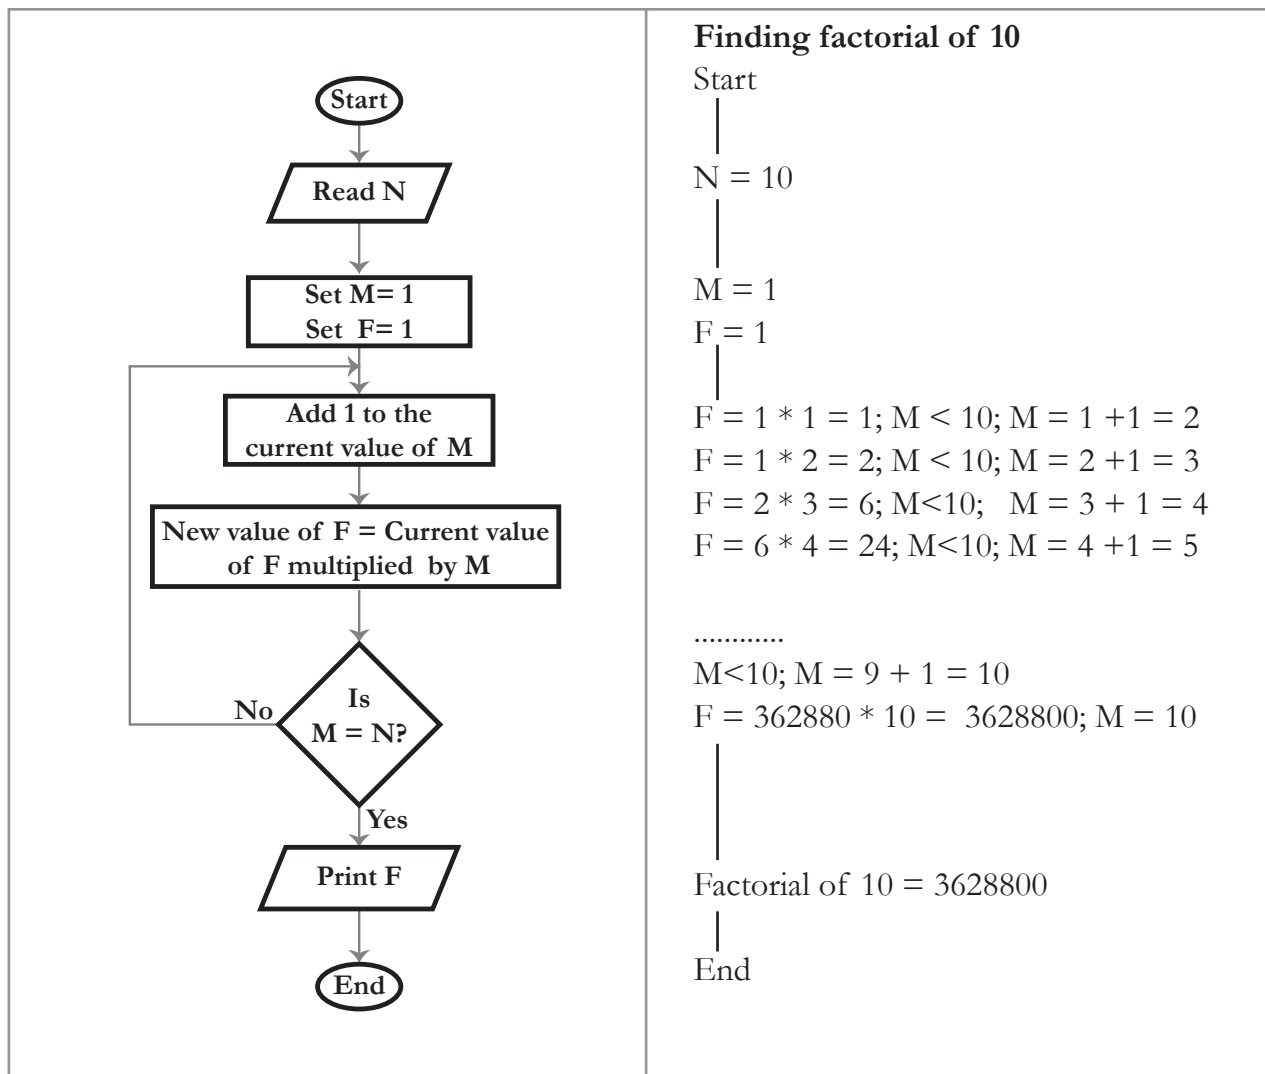 Start
Read N
Set M= 1
Set F= 1
Add 1 to the
current value of M
New value of F = Current value
of F multiplied by M
Is
M = N?
No
Yes
Print F
End
Finding factorial of 10
Start
N = 10
M = 1
F = 1
F = 1 * 1 = 1; M < 10; M = 1 +1 = 2
F = 1 * 2 = 2; M < 10; M = 2 +1 = 3
F = 2 * 3 = 6; M<10; M = 3 + 1 = 4
F = 6 * 4 = 24; M<10; M = 4 +1 = 5
............
M<10; M = 9 + 1 = 10
F = 362880 * 10 = 3628800; M = 10
Factorial of 10 = 3628800
End